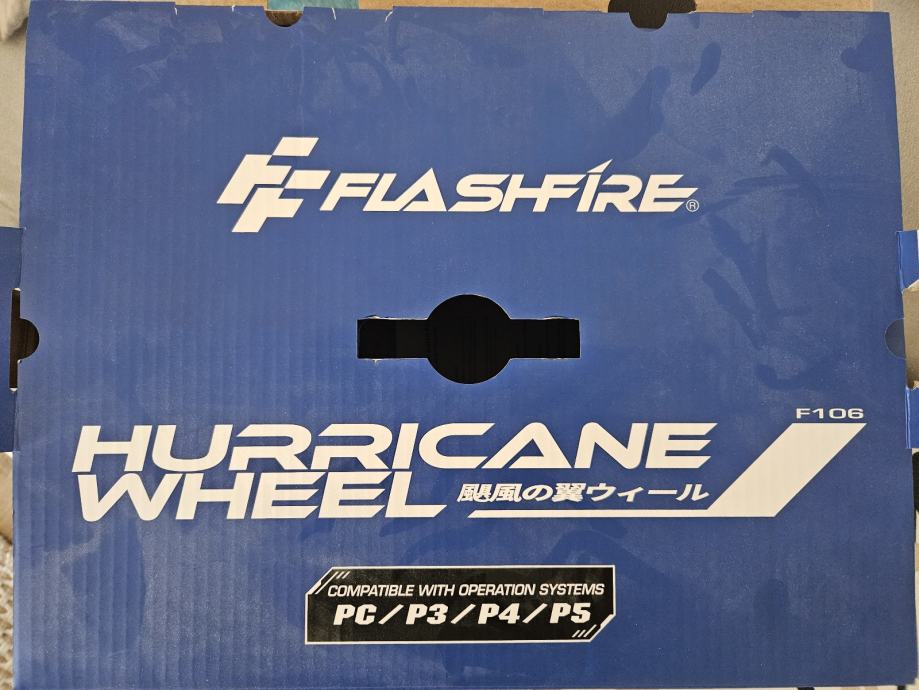 FLASHFIRE®
F106
HURRICANE
WHEEL 颶風の翼ウィール
COMPATIBLE WITH OPERATION SYSTEMS
PC/P3/P4/P5